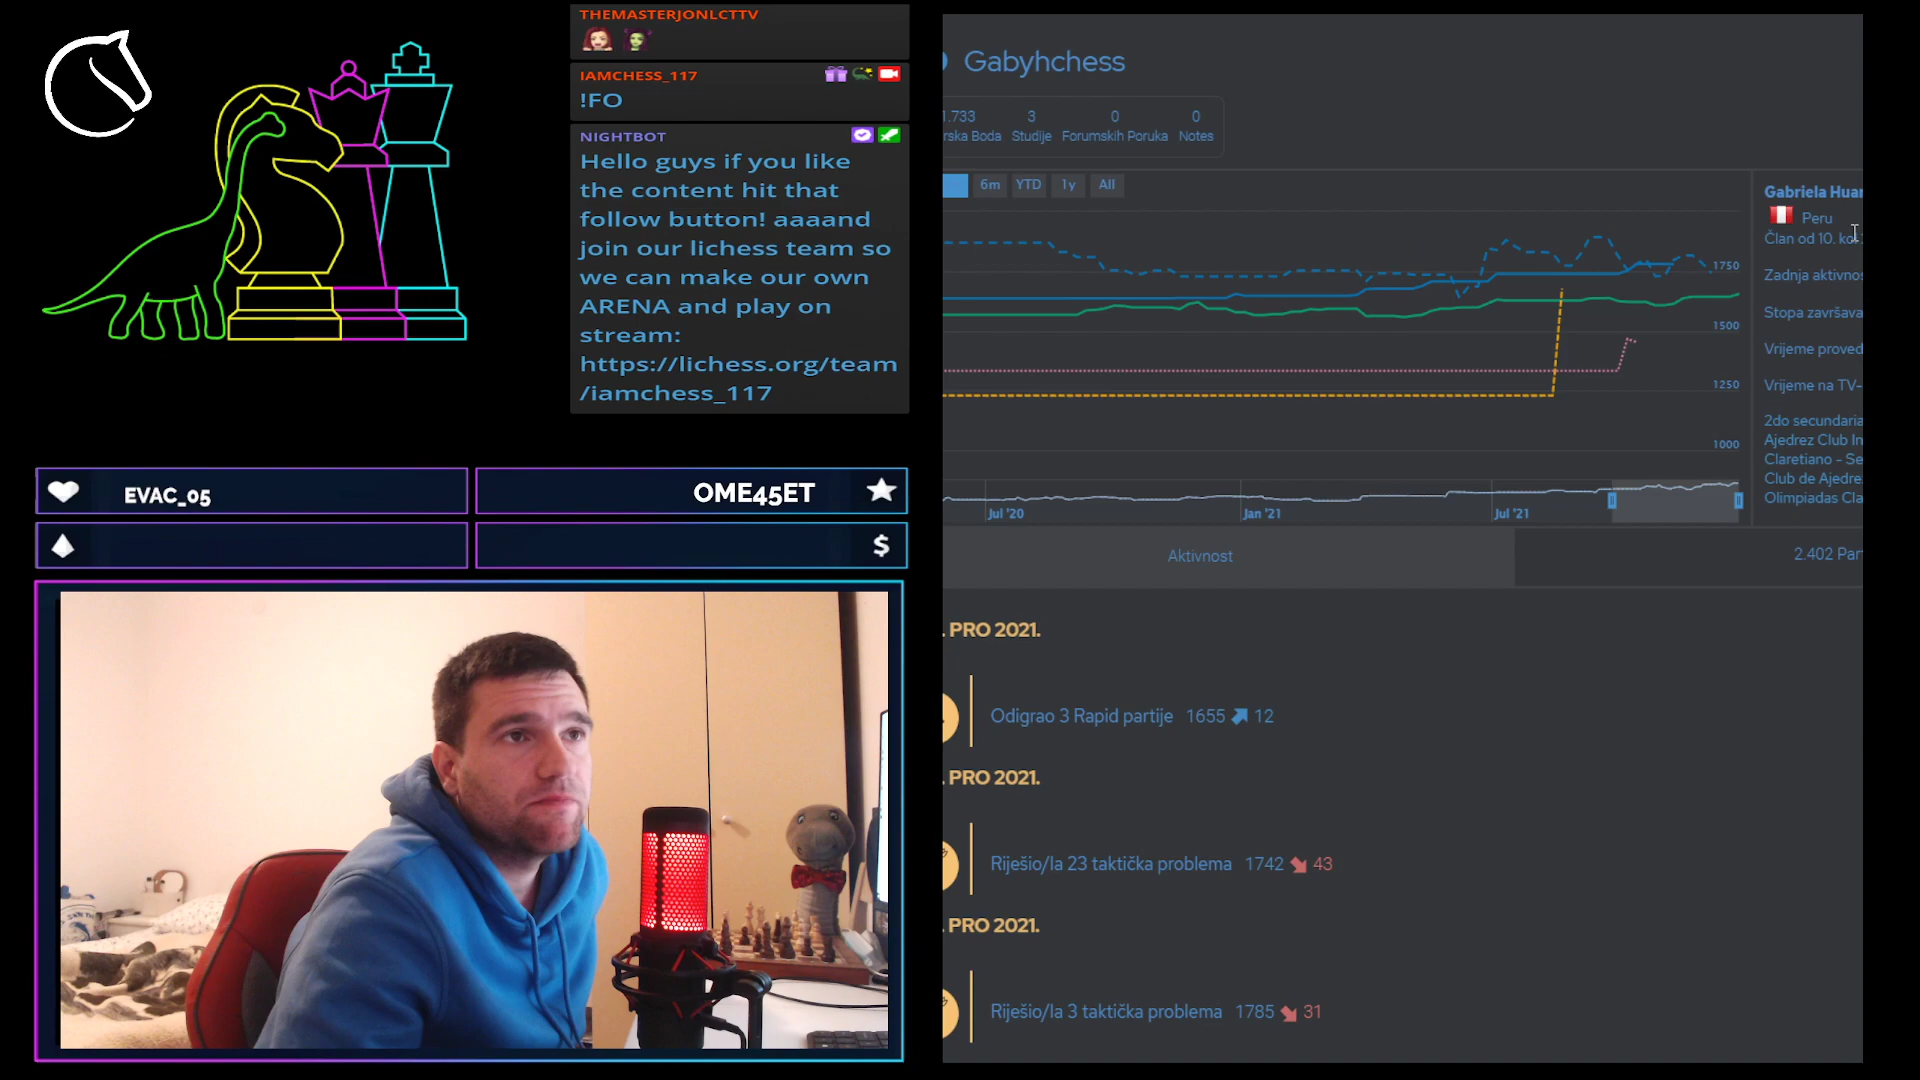 THEMASTERJONLCTTV
IAMCHESS_117
!FO
NIGHTBOT
Hello guys if you like
the content hit that
follow button! aaaand
join our lichess team so
we can make our own
ARENA and play on
stream:
https://lichess.org/team
/iamchess_117
EVAC_05
OME45ET
$
Gabyhchess
1.733 3 0 0
rska Boda Studije Forumskih Poruka Notes
6m YTD 1y All
1750
1500
1250
1000
Jul '20 Jan '21 Jul '21
Gabriela Huar
Peru
Član od 10. ko
Zadnja aktivnos
Stopa završava
Vrijeme proved
Vrijeme na TV-
2do secundaria
Ajedrez Club In
Claretiano - Se
Club de Ajedre
Olimpiadas Cla
Aktivnost
2.402 Par
. PRO 2021.
Odigrao 3 Rapid partije 1655 12
. PRO 2021.
Riješio/la 23 taktička problema 1742 43
PRO 2021.
Riješio/la 3 taktička problema 1785 31